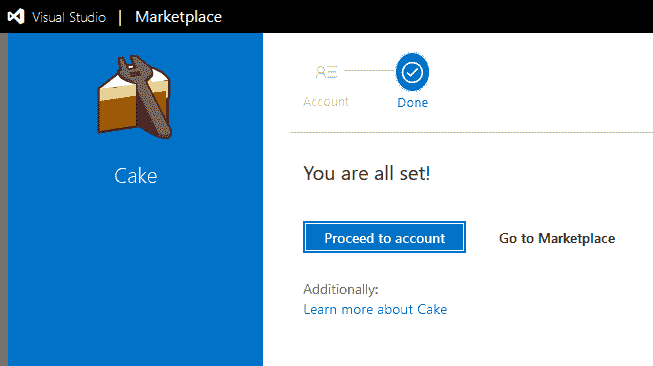 Visual Studio | Marketplace
Cake
Account
Done
You are all set!
Proceed to account
Go to Marketplace
Additionally:
Learn more about Cake